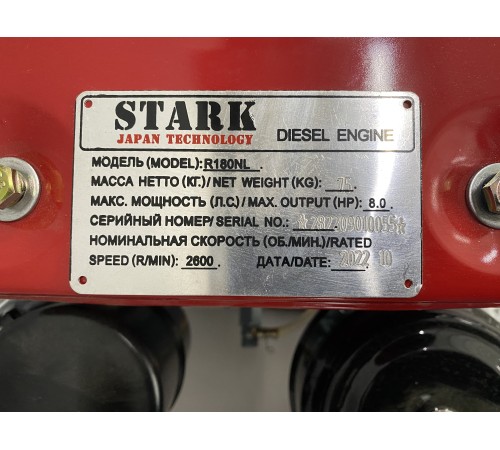 STARK
JAPAN TECHNOLOGY
DIESEL ENGINE
МОДЕЛЬ (MODEL): R180NL
МАССА НЕТТО (КГ.)/ NET WEIGHT (KG): 75
МАКС. МОЩНОСТЬ (Л.С.) / MAX. OUTPUT (HP): 8.0
СЕРИЙНЫЙ НОМЕР/ SERIAL NO.:
НОМИНАЛЬНАЯ СКОРОСТЬ (ОБ./МИН.)/RATED
SPEED (R/MIN): 2600 ДАТА/DATE: 2022 10